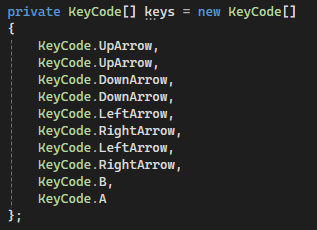 private KeyCode[] keys = new KeyCode[]
{
    KeyCode.UpArrow,
    KeyCode.UpArrow,
    KeyCode.DownArrow,
    KeyCode.DownArrow,
    KeyCode.LeftArrow,
    KeyCode.RightArrow,
    KeyCode.LeftArrow,
    KeyCode.RightArrow,
    KeyCode.B,
    KeyCode.A
};